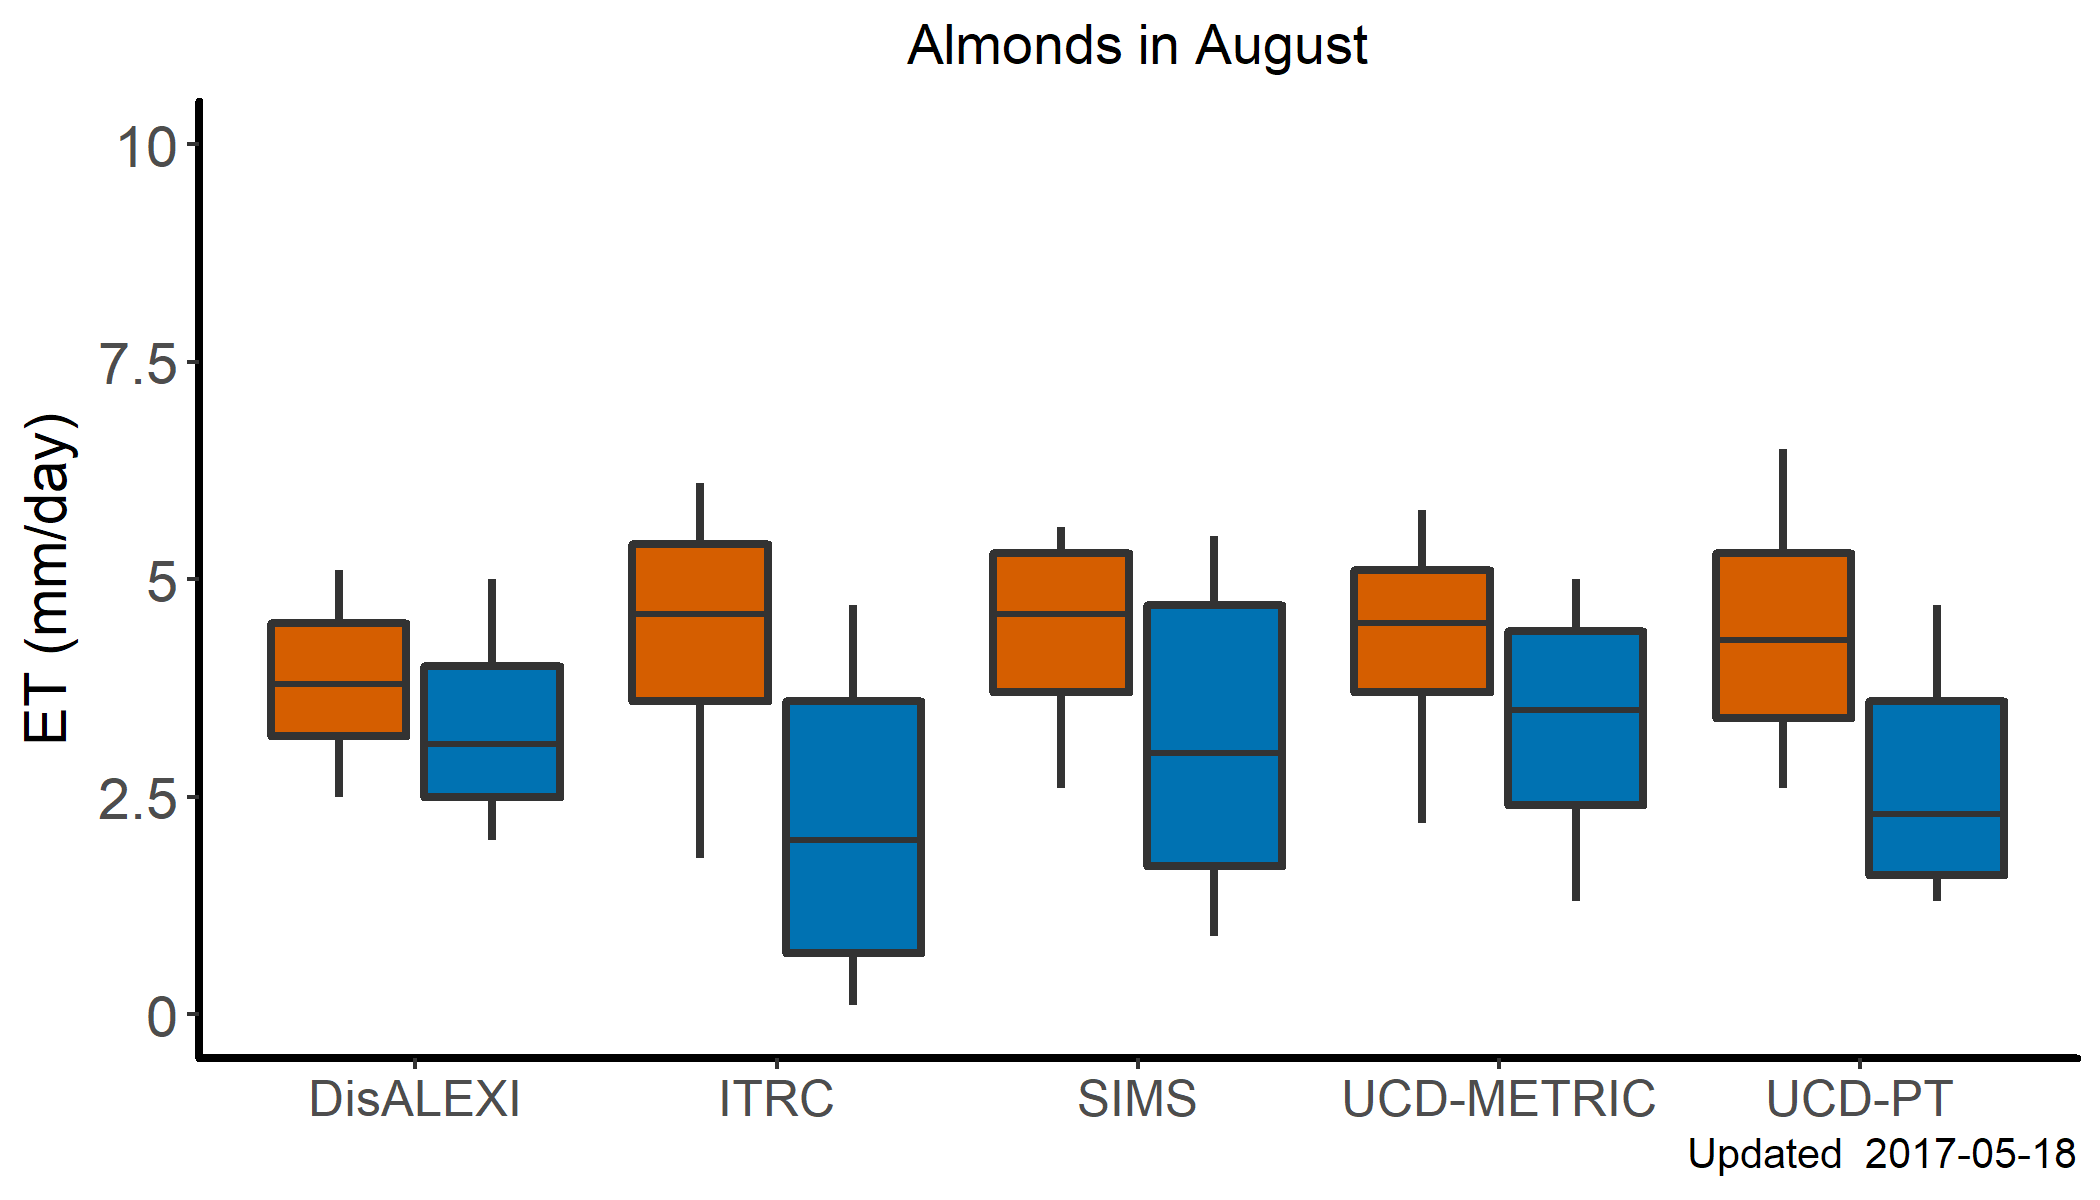 Almonds in August
10
7.5
5
2.5
0
ET (mm/day)
DisALEXI ITRC SIMS UCD-METRIC UCD-PT
Updated  2017-05-18